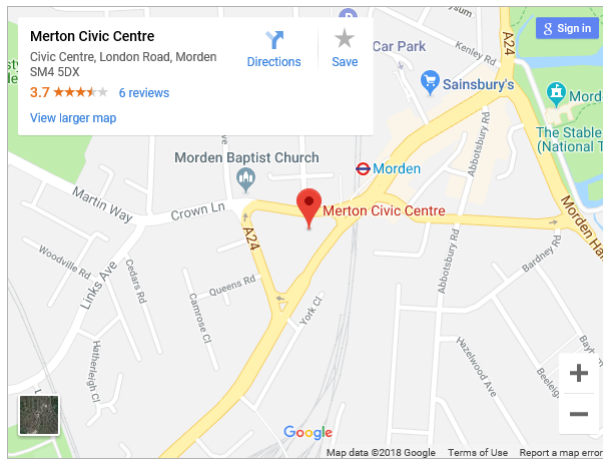 Merton Civic Centre
Civic Centre, London Road, Morden
SM4 5DX
3.7 6 reviews
View larger map
Directions
Save
Sign in
Car Park
Kenley Rd
A24
Sainsbury's
Abbotsbury Rd
The Stable
(National T
Morden Baptist Church
Morden
Martin Way
Crown Ln
Merton Civic Centre
A24
Morden Ha
Woodville Rd
Links Ave
Cedars Rd
Queens Rd
Camrose Cl
York Cl
Abbotsbury Rd
Bardney Rd
Hatherleigh Cl
Hazelwood Ave
Google
Map data ©2018 Google Terms of Use Report a map error